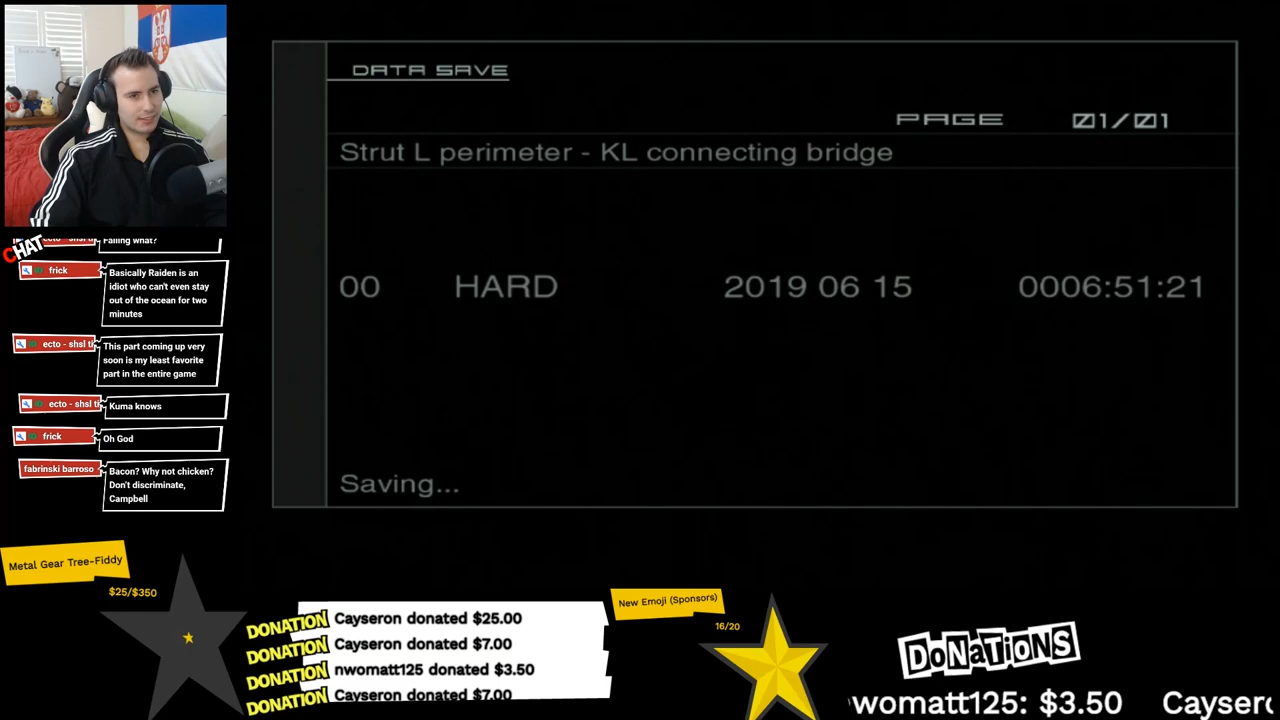 DATA SAVE
PAGE 01/01
Strut L perimeter - KL connecting bridge
00 HARD 2019 06 15 0006:51:21
Saving...
CHAT
Falling what?
frick
Basically Raiden is an
idiot who can't even stay
out of the ocean for two
minutes
ecto - shsl
This part coming up very
soon is my least favorite
part in the entire game
ecto - shsl
Kuma knows
frick
Oh God
fabrinski barroso
Bacon? Why not chicken?
Don't discriminate,
Campbell
Metal Gear Tree-Fiddy
$25/$350
DONATION Cayseron donated $25.00
DONATION Cayseron donated $7.00
DONATION nwomatt125 donated $3.50
DONATION Cayseron donated $7.00
New Emoji (Sponsors)
16/20
DONATIONS
womatt125: $3.50 Cayser